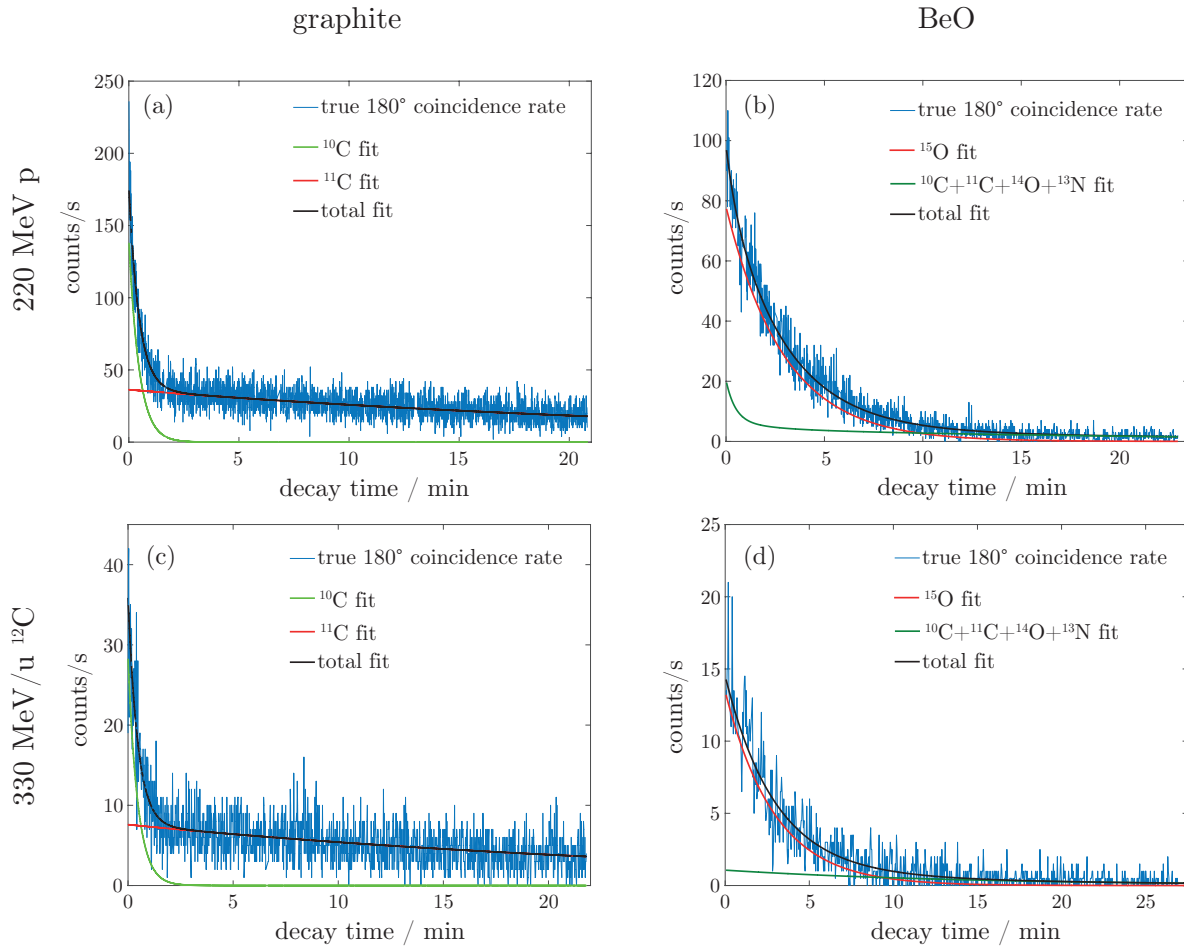 graphite
BeO
220 MeV p
330 MeV/u ¹²C
(a)
true 180° coincidence rate
¹⁰C fit
¹¹C fit
total fit
counts/s
250
200
150
100
50
0
0 5 10 15 20
decay time / min
(b)
true 180° coincidence rate
¹⁵O fit
¹⁰C+¹¹C+¹⁴O+¹³N fit
total fit
counts/s
120
100
80
60
40
20
0
0 5 10 15 20
decay time / min
(c)
true 180° coincidence rate
¹⁰C fit
¹¹C fit
total fit
counts/s
40
30
20
10
0
0 5 10 15 20
decay time / min
(d)
true 180° coincidence rate
¹⁵O fit
¹⁰C+¹¹C+¹⁴O+¹³N fit
total fit
counts/s
25
20
15
10
5
0
0 5 10 15 20 25
decay time / min